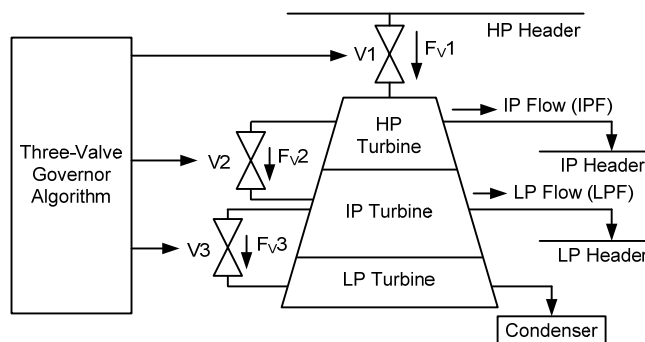 HP Header
V1
FV1
Three-Valve
Governor
Algorithm
HP
Turbine
IP Flow (IPF)
IP Header
V2
FV2
IP Turbine
LP Flow (LPF)
LP Header
V3
FV3
LP Turbine
Condenser